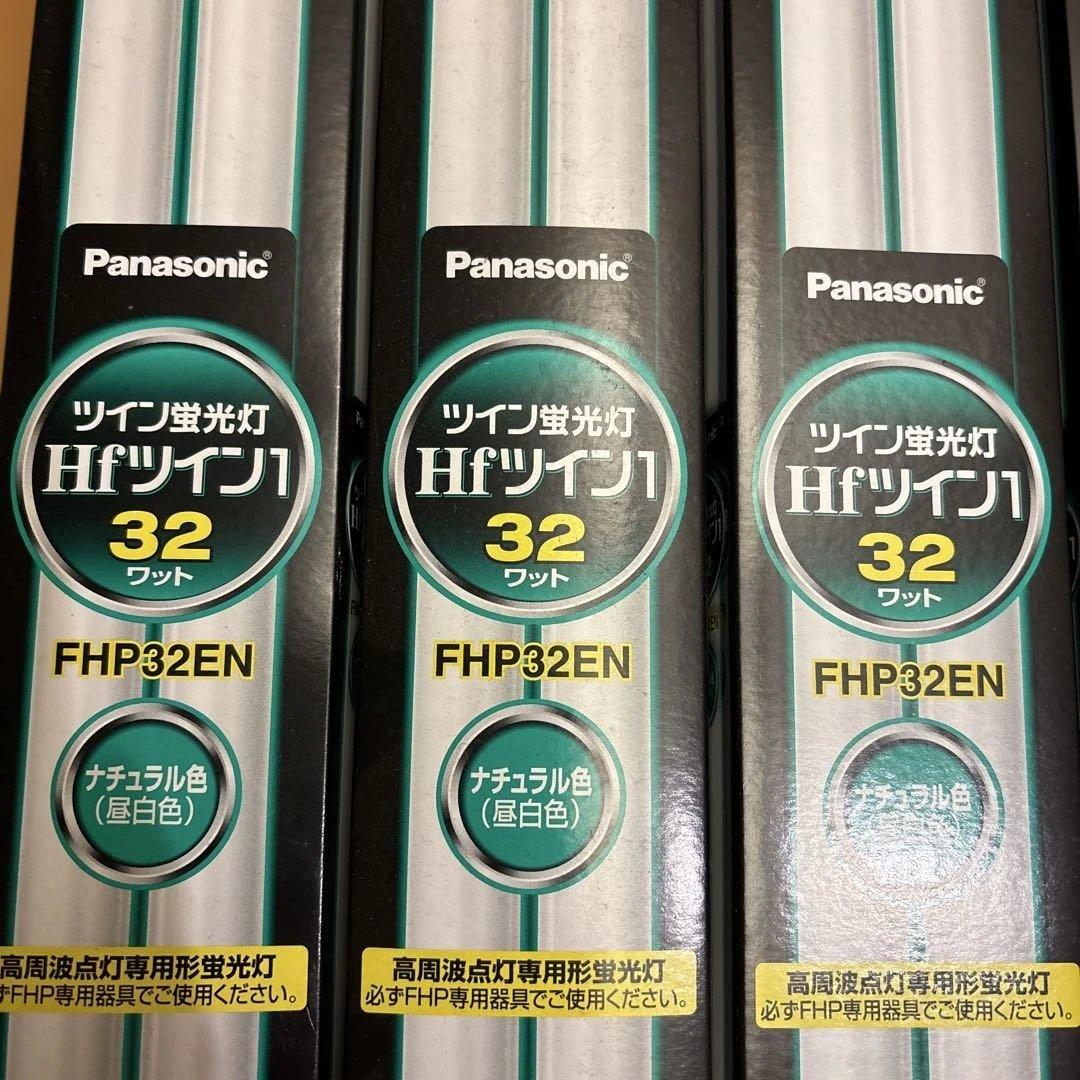 Panasonic®
ツイン蛍光灯
Hfツイン1
32
ワット
FHP32EN
ナチュラル色
(昼白色)
高周波点灯専用形蛍光灯
必ずFHP専用器具でご使用ください。
Panasonic®
ツイン蛍光灯
Hfツイン1
32
ワット
FHP32EN
ナチュラル色
(昼白色)
高周波点灯専用形蛍光灯
必ずFHP専用器具でご使用ください。
Panasonic®
ツイン蛍光灯
Hfツイン1
32
ワット
FHP32EN
ナチュラル色
(昼白色)
高周波点灯専用形蛍光灯
必ずFHP専用器具でご使用ください。